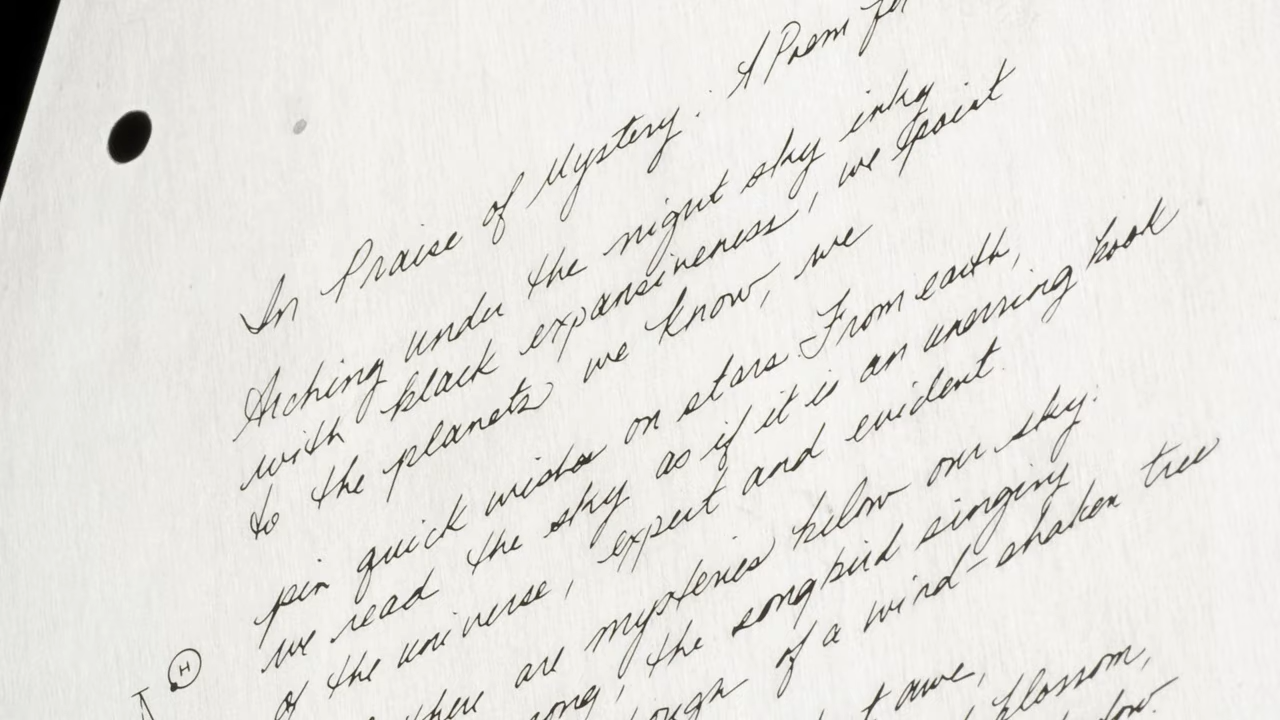 In Praise of Mystery: A Poem for
Arching under the night sky inky
with black expansiveness, we point
to the planets we know, we
pin quick wishes on stars. From earth,
we read the sky as if it is an unerring book
of the universe, expert and evident.
there are mysteries below our sky:
song, the songbird singing
bough of a wind-shaken tree
awe,
blossom,
H